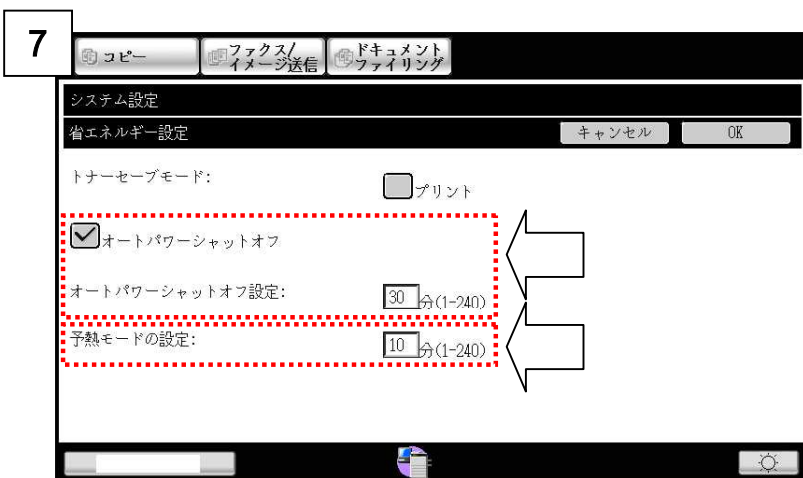 7
コピー
ファクス/
イメージ送信
ドキュメント
ファイリング
システム設定
省エネルギー設定
キャンセル
OK
トナーセーブモード:
プリント
オートパワーシャットオフ
オートパワーシャットオフ設定:
30 分(1-240)
予熱モードの設定:
10 分(1-240)